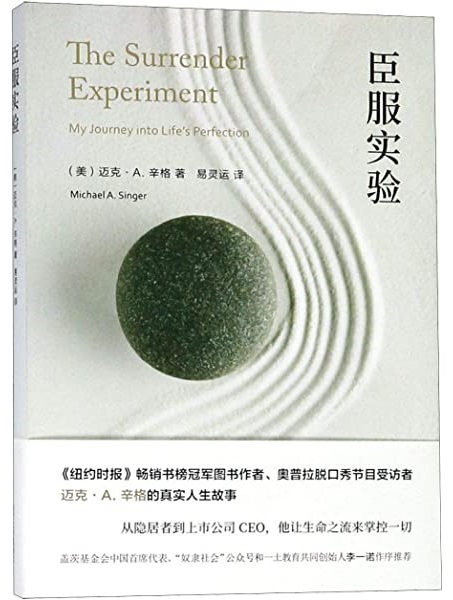 The Surrender
Experiment
My Journey into Life's Perfection
（美）迈克·A. 辛格 著 易灵运 译
Michael A. Singer
臣服实验
臣服实验
《纽约时报》畅销书榜冠军图书作者、奥普拉脱口秀节目受访者
迈克·A. 辛格的真实人生故事
从隐居者到上市公司 CEO，他让生命之流来掌控一切
盖茨基金会中国首席代表、“奴隶社会”公众号和一土教育共同创始人李一诺作序推荐